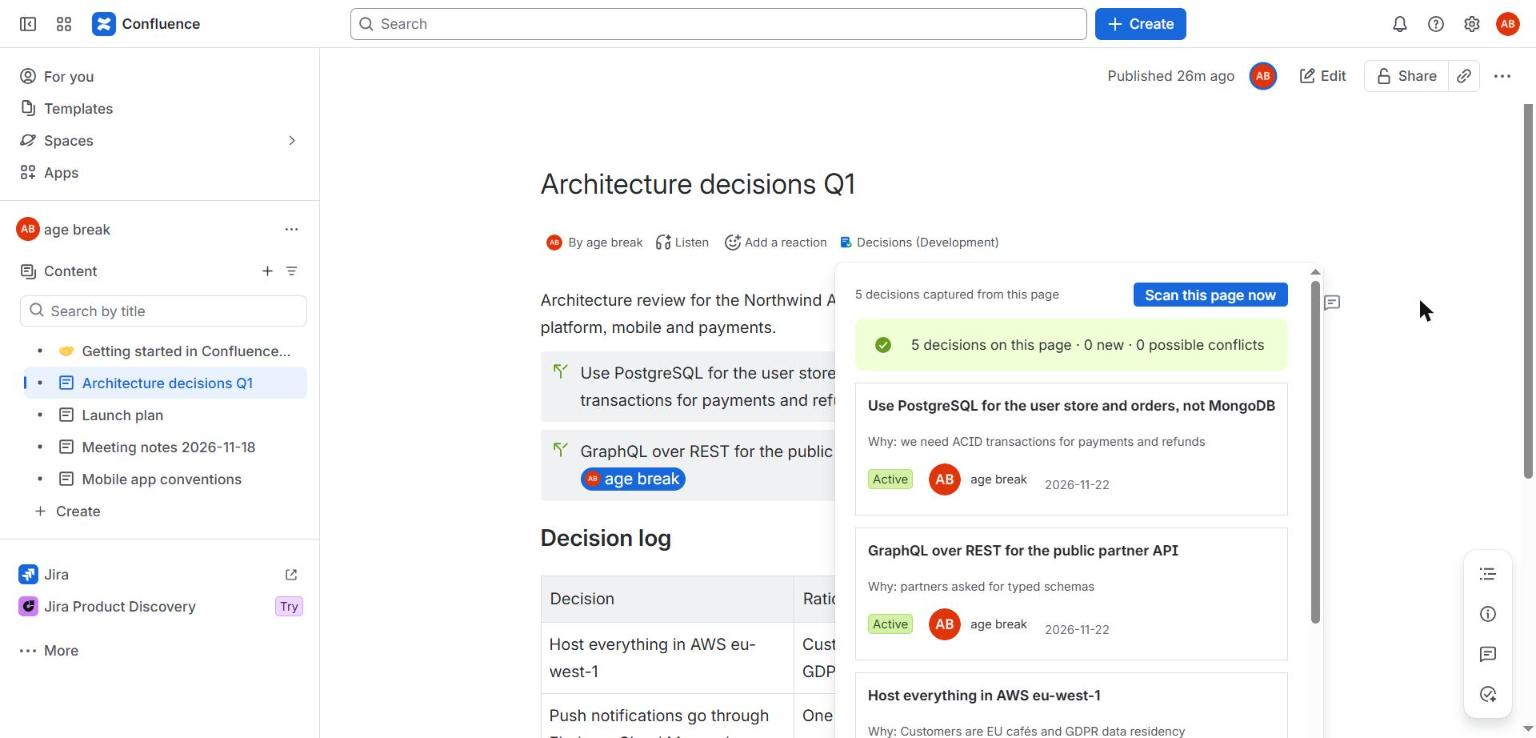 Confluence
Search
Create
AB
For you
Templates
Spaces
Apps
AB age break
Content
Search by title
Getting started in Confluence...
Architecture decisions Q1
Launch plan
Meeting notes 2026-11-18
Mobile app conventions
Create
Jira
Jira Product Discovery
Try
More
Published 26m ago
AB
Edit
Share
Architecture decisions Q1
AB By age break
Listen
Add a reaction
Decisions (Development)
Architecture review for the Northwind A
platform, mobile and payments.
Use PostgreSQL for the user store
transactions for payments and
GraphQL over REST for the public
AB age break
Decision log
Decision
Host everything in AWS eu-
west-1
GDP
Push notifications go through
One
5 decisions captured from this page
Scan this page now
5 decisions on this page · 0 new · 0 possible conflicts
Use PostgreSQL for the user store and orders, not MongoDB
Why: we need ACID transactions for payments and refunds
Active AB age break 2026-11-22
GraphQL over REST for the public partner API
Why: partners asked for typed schemas
Active AB age break 2026-11-22
Host everything in AWS eu-west-1
Why: Customers are EU cafés and GDPR data residency